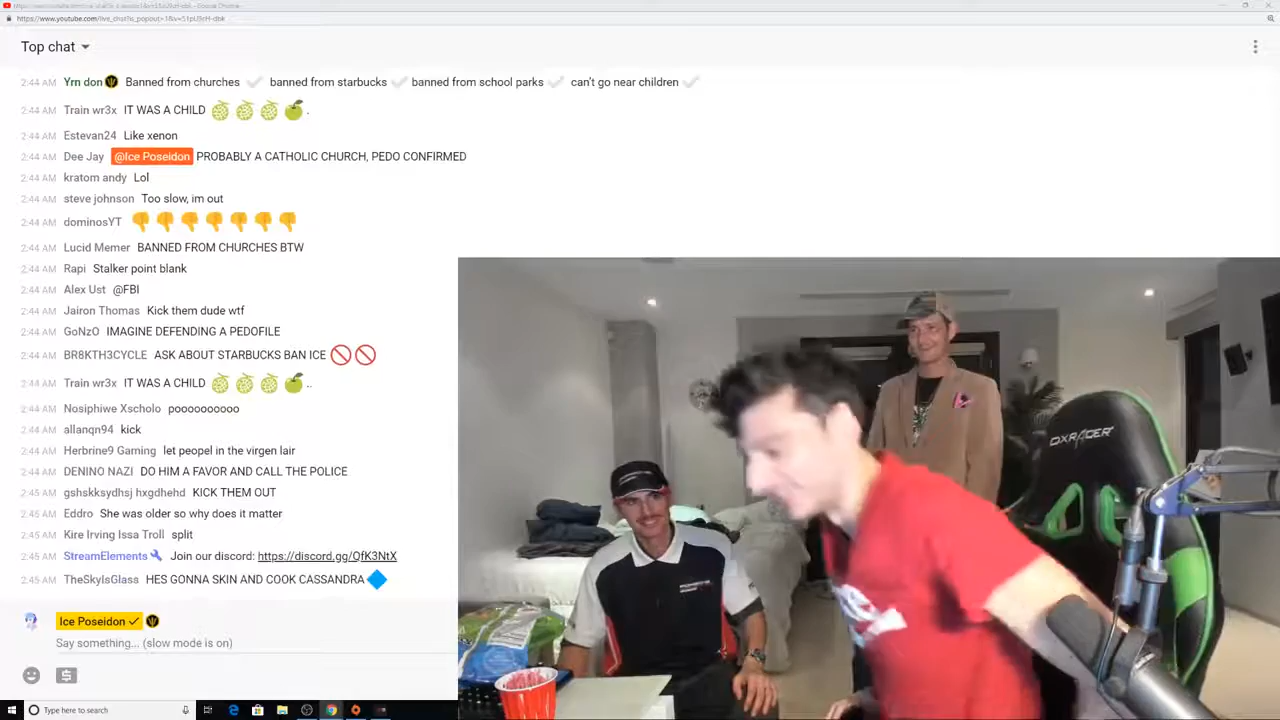 Top chat
2:44 AM Yrn don Banned from churches banned from starbucks banned from school parks can't go near children
2:44 AM Train wr3x IT WAS A CHILD .
2:44 AM Estevan24 Like xenon
2:44 AM Dee Jay @Ice Poseidon PROBABLY A CATHOLIC CHURCH, PEDO CONFIRMED
2:44 AM kratom andy Lol
2:44 AM steve johnson Too slow, im out
2:44 AM dominosYT 👎👎👎👎👎👎👎
2:44 AM Lucid Memer BANNED FROM CHURCHES BTW
2:44 AM Rapi Stalker point blank
2:44 AM Alex Ust @FBI
2:44 AM Jairon Thomas Kick them dude wtf
2:44 AM GoNzO IMAGINE DEFENDING A PEDOFILE
2:44 AM BR8KTH3CYCLE ASK ABOUT STARBUCKS BAN ICE 🚫🚫
2:44 AM Train wr3x IT WAS A CHILD ..
2:44 AM Nosiphiwe Xscholo poooooooooo
2:44 AM allanqn94 kick
2:44 AM Herbrine9 Gaming let peopel in the virgen lair
2:44 AM DENINO NAZI DO HIM A FAVOR AND CALL THE POLICE
2:45 AM gshskksydhsj hxgdhehd KICK THEM OUT
2:45 AM Eddro She was older so why does it matter
2:45 AM Kire Irving Issa Troll split
2:45 AM StreamElements Join our discord: https://discord.gg/QfK3NtX
2:45 AM TheSkyIsGlass HES GONNA SKIN AND COOK CASSANDRA 🔷
Ice Poseidon
Say something... (slow mode is on)
DXRACER
Type here to search